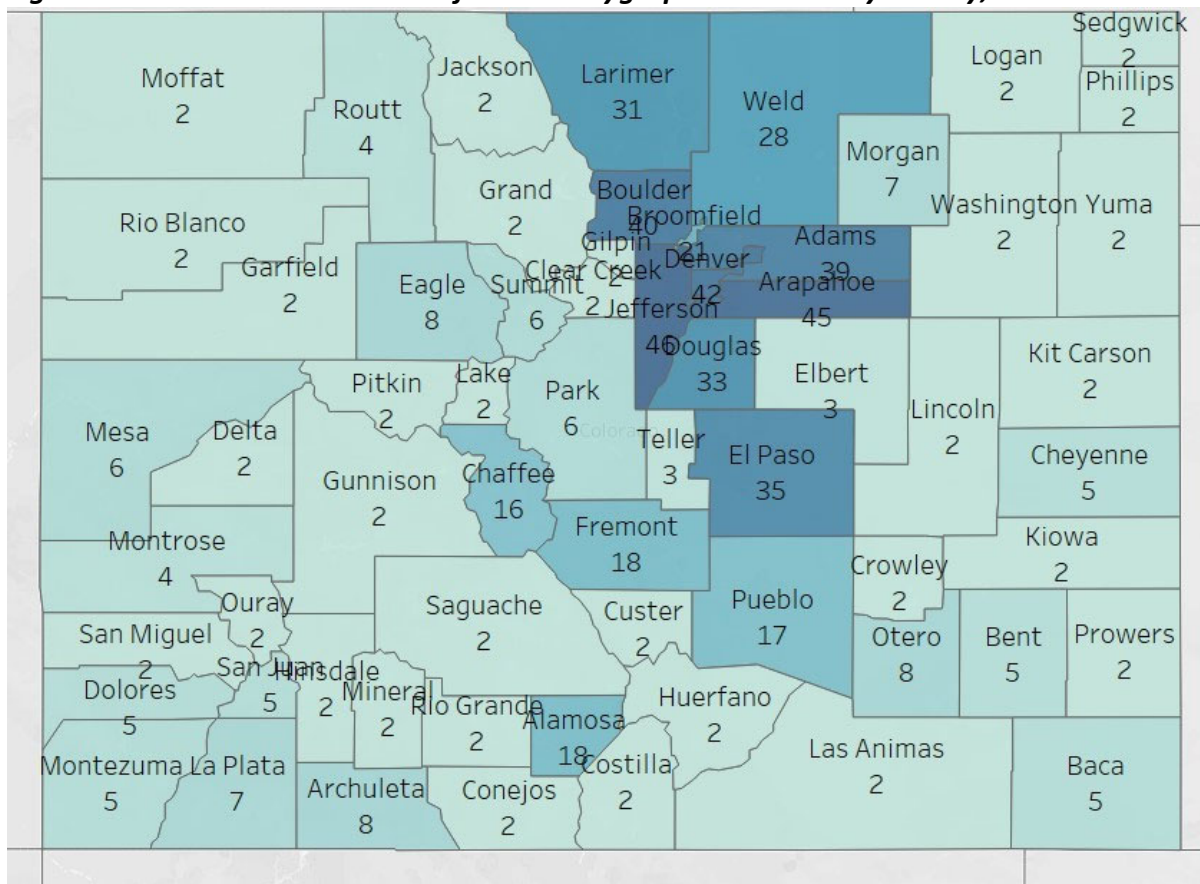 Sedgwick
2
Moffat
2
Jackson
2
Larimer
31
Weld
28
Logan
2
Phillips
2
Routt
4
Morgan
7
Grand
2
Boulder
40
Broomfield
21
Washington
2
Yuma
2
Rio Blanco
2
Gilpin
2
Adams
39
Garfield
2
Eagle
8
Summit
6
Clear Creek
2
Denver
42
Arapahoe
45
Jefferson
46
Douglas
33
Elbert
3
Kit Carson
2
Pitkin
2
Lake
2
Park
6
Colorado
Lincoln
2
Mesa
6
Delta
2
Teller
3
El Paso
35
Cheyenne
5
Gunnison
2
Chaffee
16
Fremont
18
Montrose
4
Kiowa
2
Crowley
2
Ouray
2
Saguache
2
Custer
2
Pueblo
17
San Miguel
2
Otero
8
Bent
5
Prowers
2
San Juan
5
Hinsdale
2
Dolores
5
Mineral
2
Rio Grande
2
Alamosa
18
Huerfano
2
Las Animas
2
Montezuma
5
La Plata
7
Archuleta
8
Conejos
2
Costilla
2
Baca
5